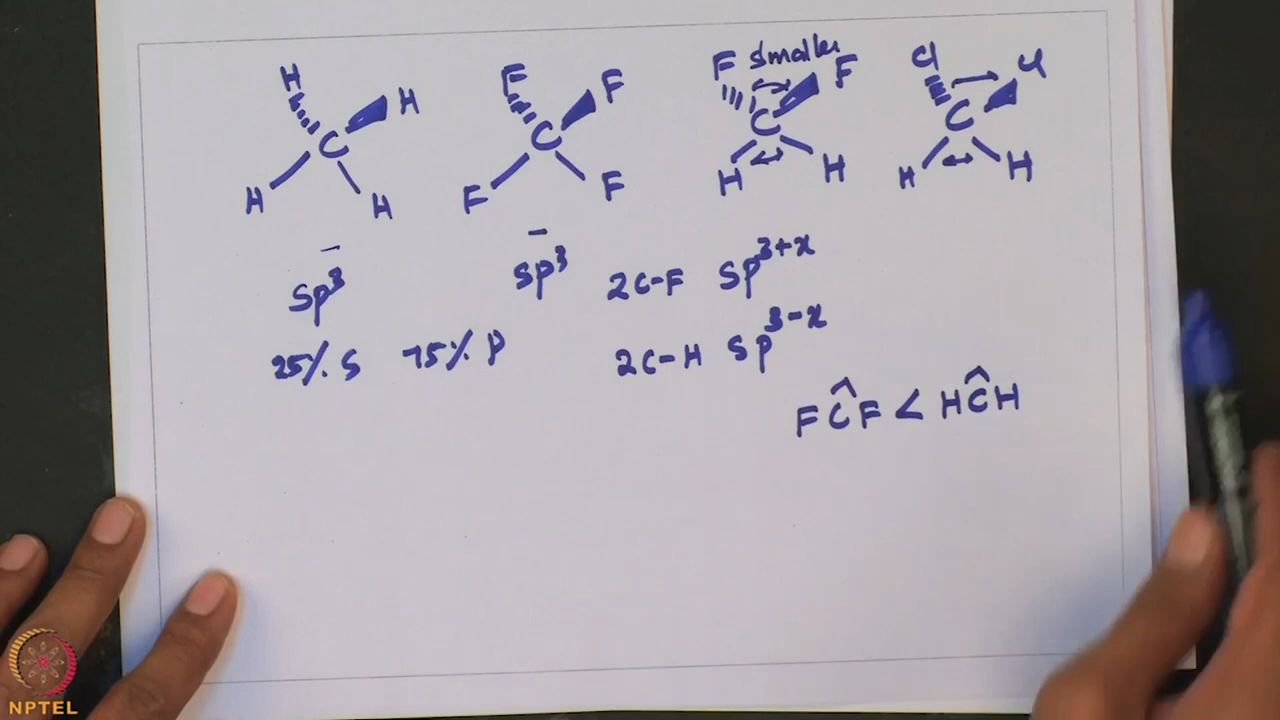 H H F F F smaller F Cl Cl
C C C C
H H F F H H H H
sp³ sp³ 2C-F sp³⁺ˣ
25% s 75% p 2C-H sp³⁻ˣ
FĈF < HĈH
NPTEL